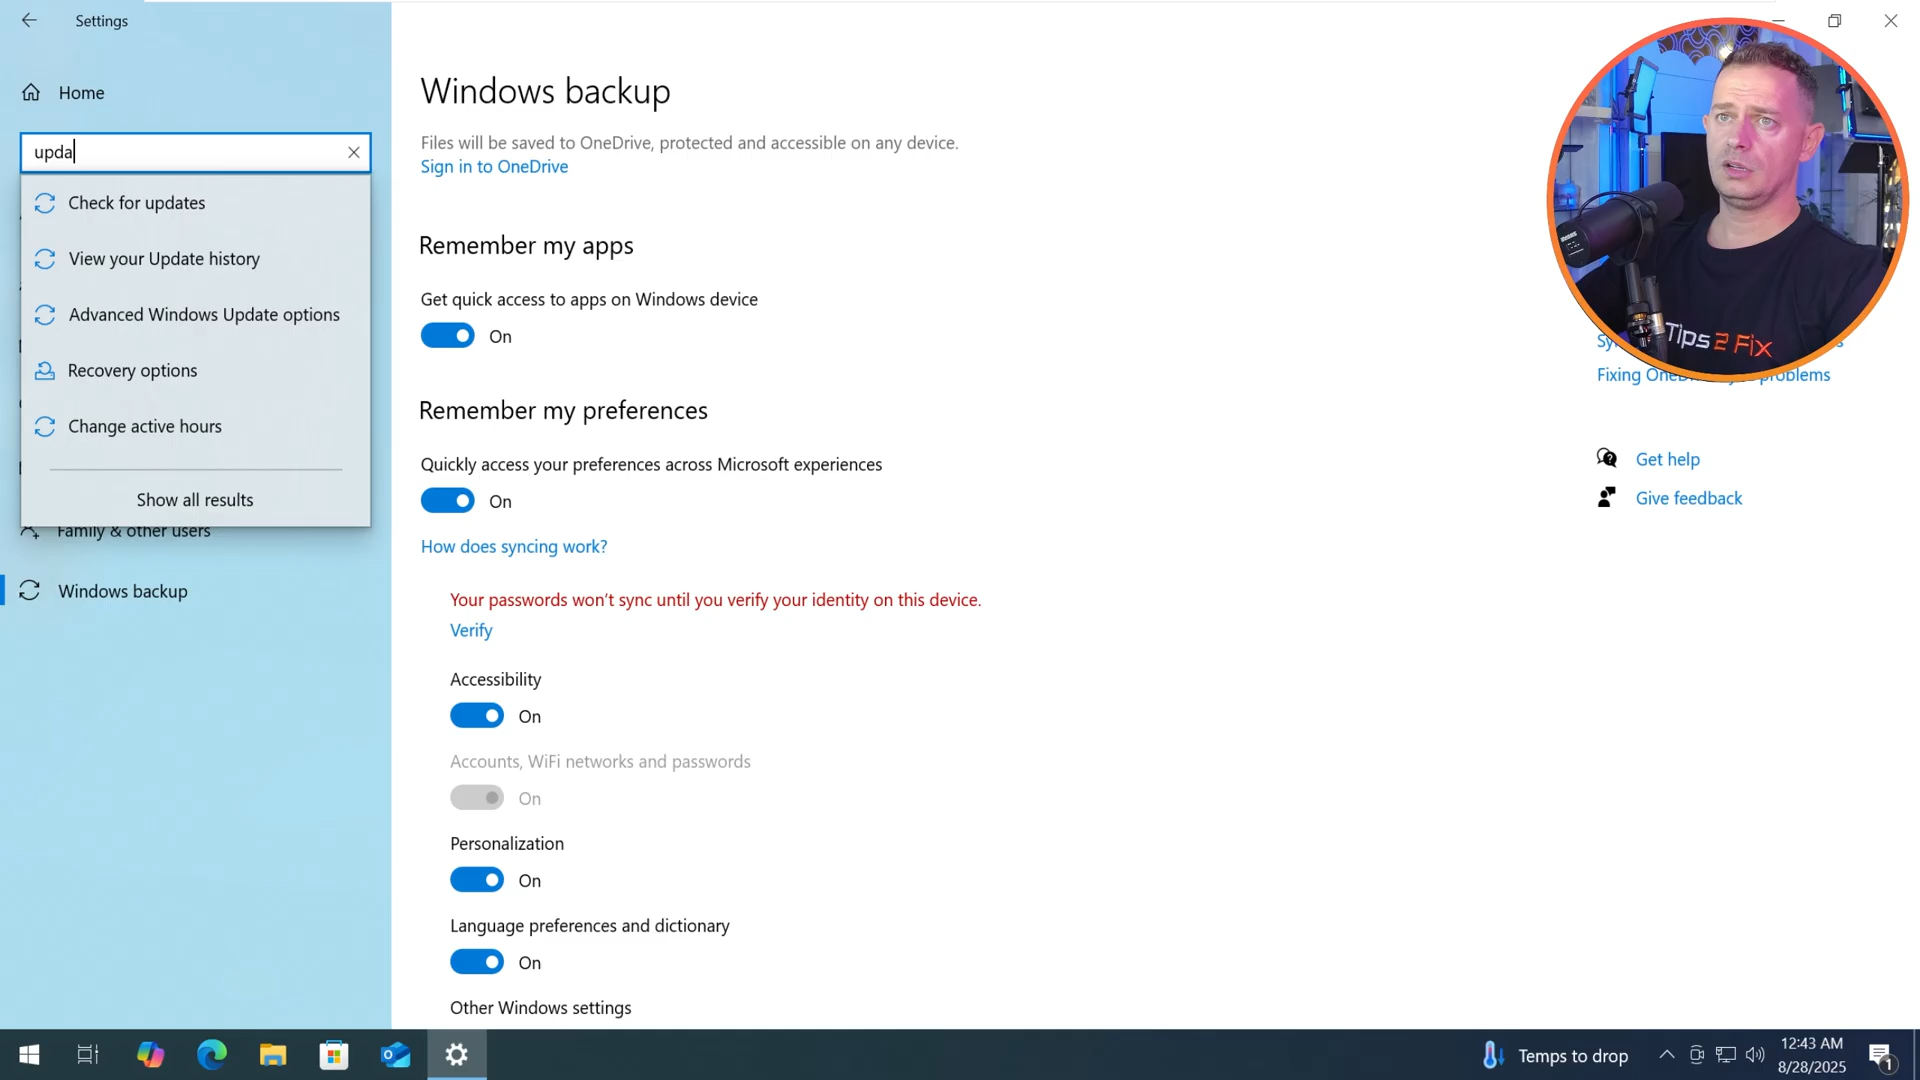 Settings
Home
upda
Check for updates
View your Update history
Advanced Windows Update options
Recovery options
Change active hours
Show all results
Family & other users
Windows backup
Windows backup
Files will be saved to OneDrive, protected and accessible on any device.
Sign in to OneDrive
Remember my apps
Get quick access to apps on Windows device
On
Remember my preferences
Quickly access your preferences across Microsoft experiences
On
How does syncing work?
Your passwords won't sync until you verify your identity on this device.
Verify
Accessibility
On
Accounts, WiFi networks and passwords
On
Personalization
On
Language preferences and dictionary
On
Other Windows settings
Tips 2 Fix
Fixing
problems
Get help
Give feedback
Temps to drop
12:43 AM
8/28/2025
1